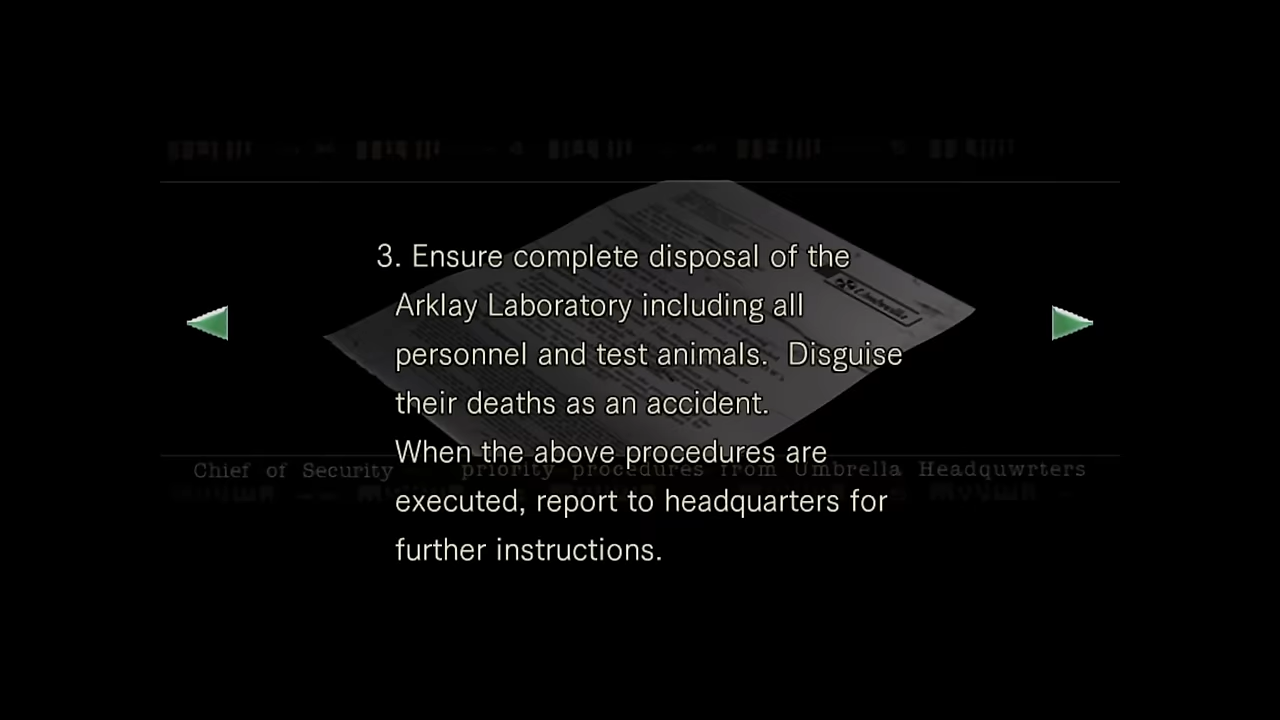 3. Ensure complete disposal of the
Arklay Laboratory including all
personnel and test animals.  Disguise
their deaths as an accident.
When the above procedures are
executed, report to headquarters for
further instructions.
Umbrella
Chief of Security priority procedures from Umbrella Headquwrters